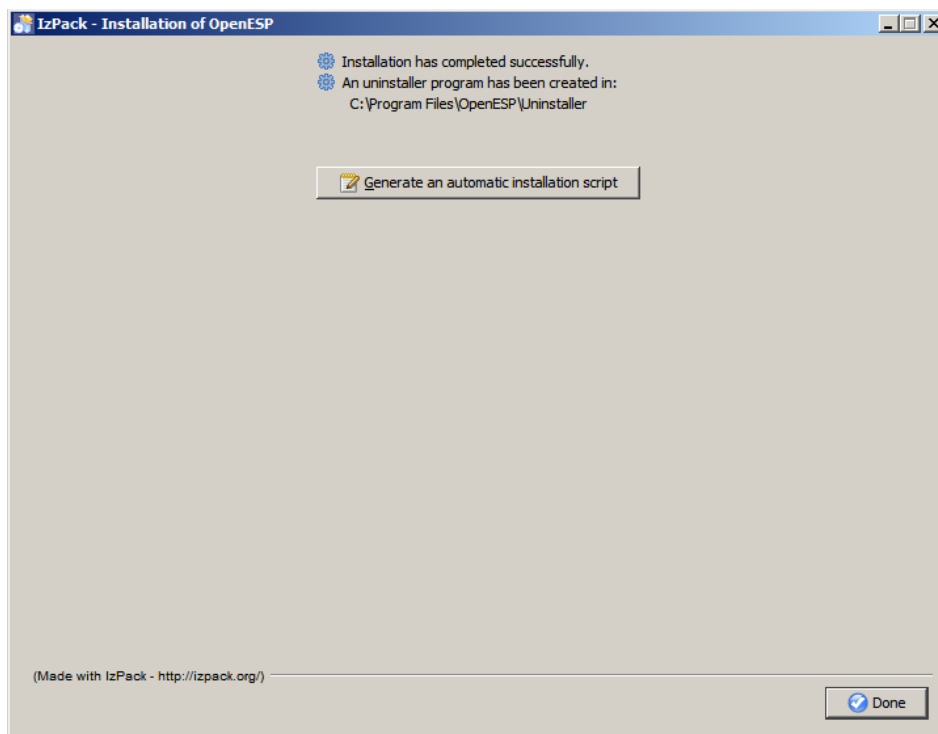 IzPack - Installation of OpenESP
Installation has completed successfully.
An uninstaller program has been created in:
C:\Program Files\OpenESP\Uninstaller
Generate an automatic installation script
(Made with IzPack - http://izpack.org/)
Done